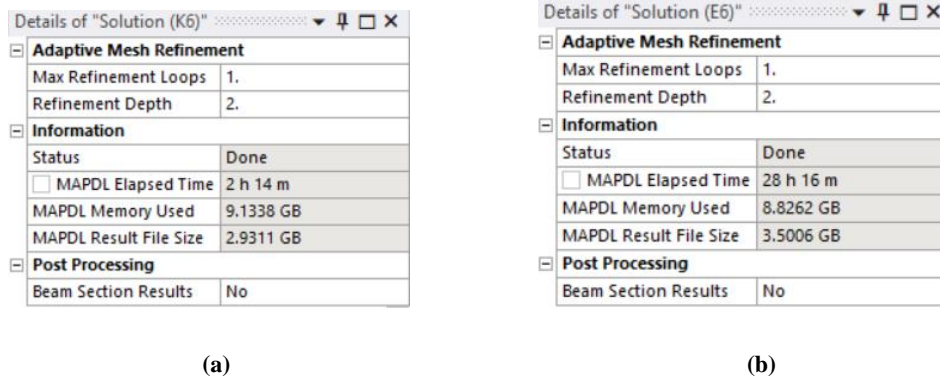 Details of "Solution (K6)"
Adaptive Mesh Refinement
Max Refinement Loops 1.
Refinement Depth 2.
Information
Status Done
MAPDL Elapsed Time 2 h 14 m
MAPDL Memory Used 9.1338 GB
MAPDL Result File Size 2.9311 GB
Post Processing
Beam Section Results No
(a)
Details of "Solution (E6)"
Adaptive Mesh Refinement
Max Refinement Loops 1.
Refinement Depth 2.
Information
Status Done
MAPDL Elapsed Time 28 h 16 m
MAPDL Memory Used 8.8262 GB
MAPDL Result File Size 3.5006 GB
Post Processing
Beam Section Results No
(b)